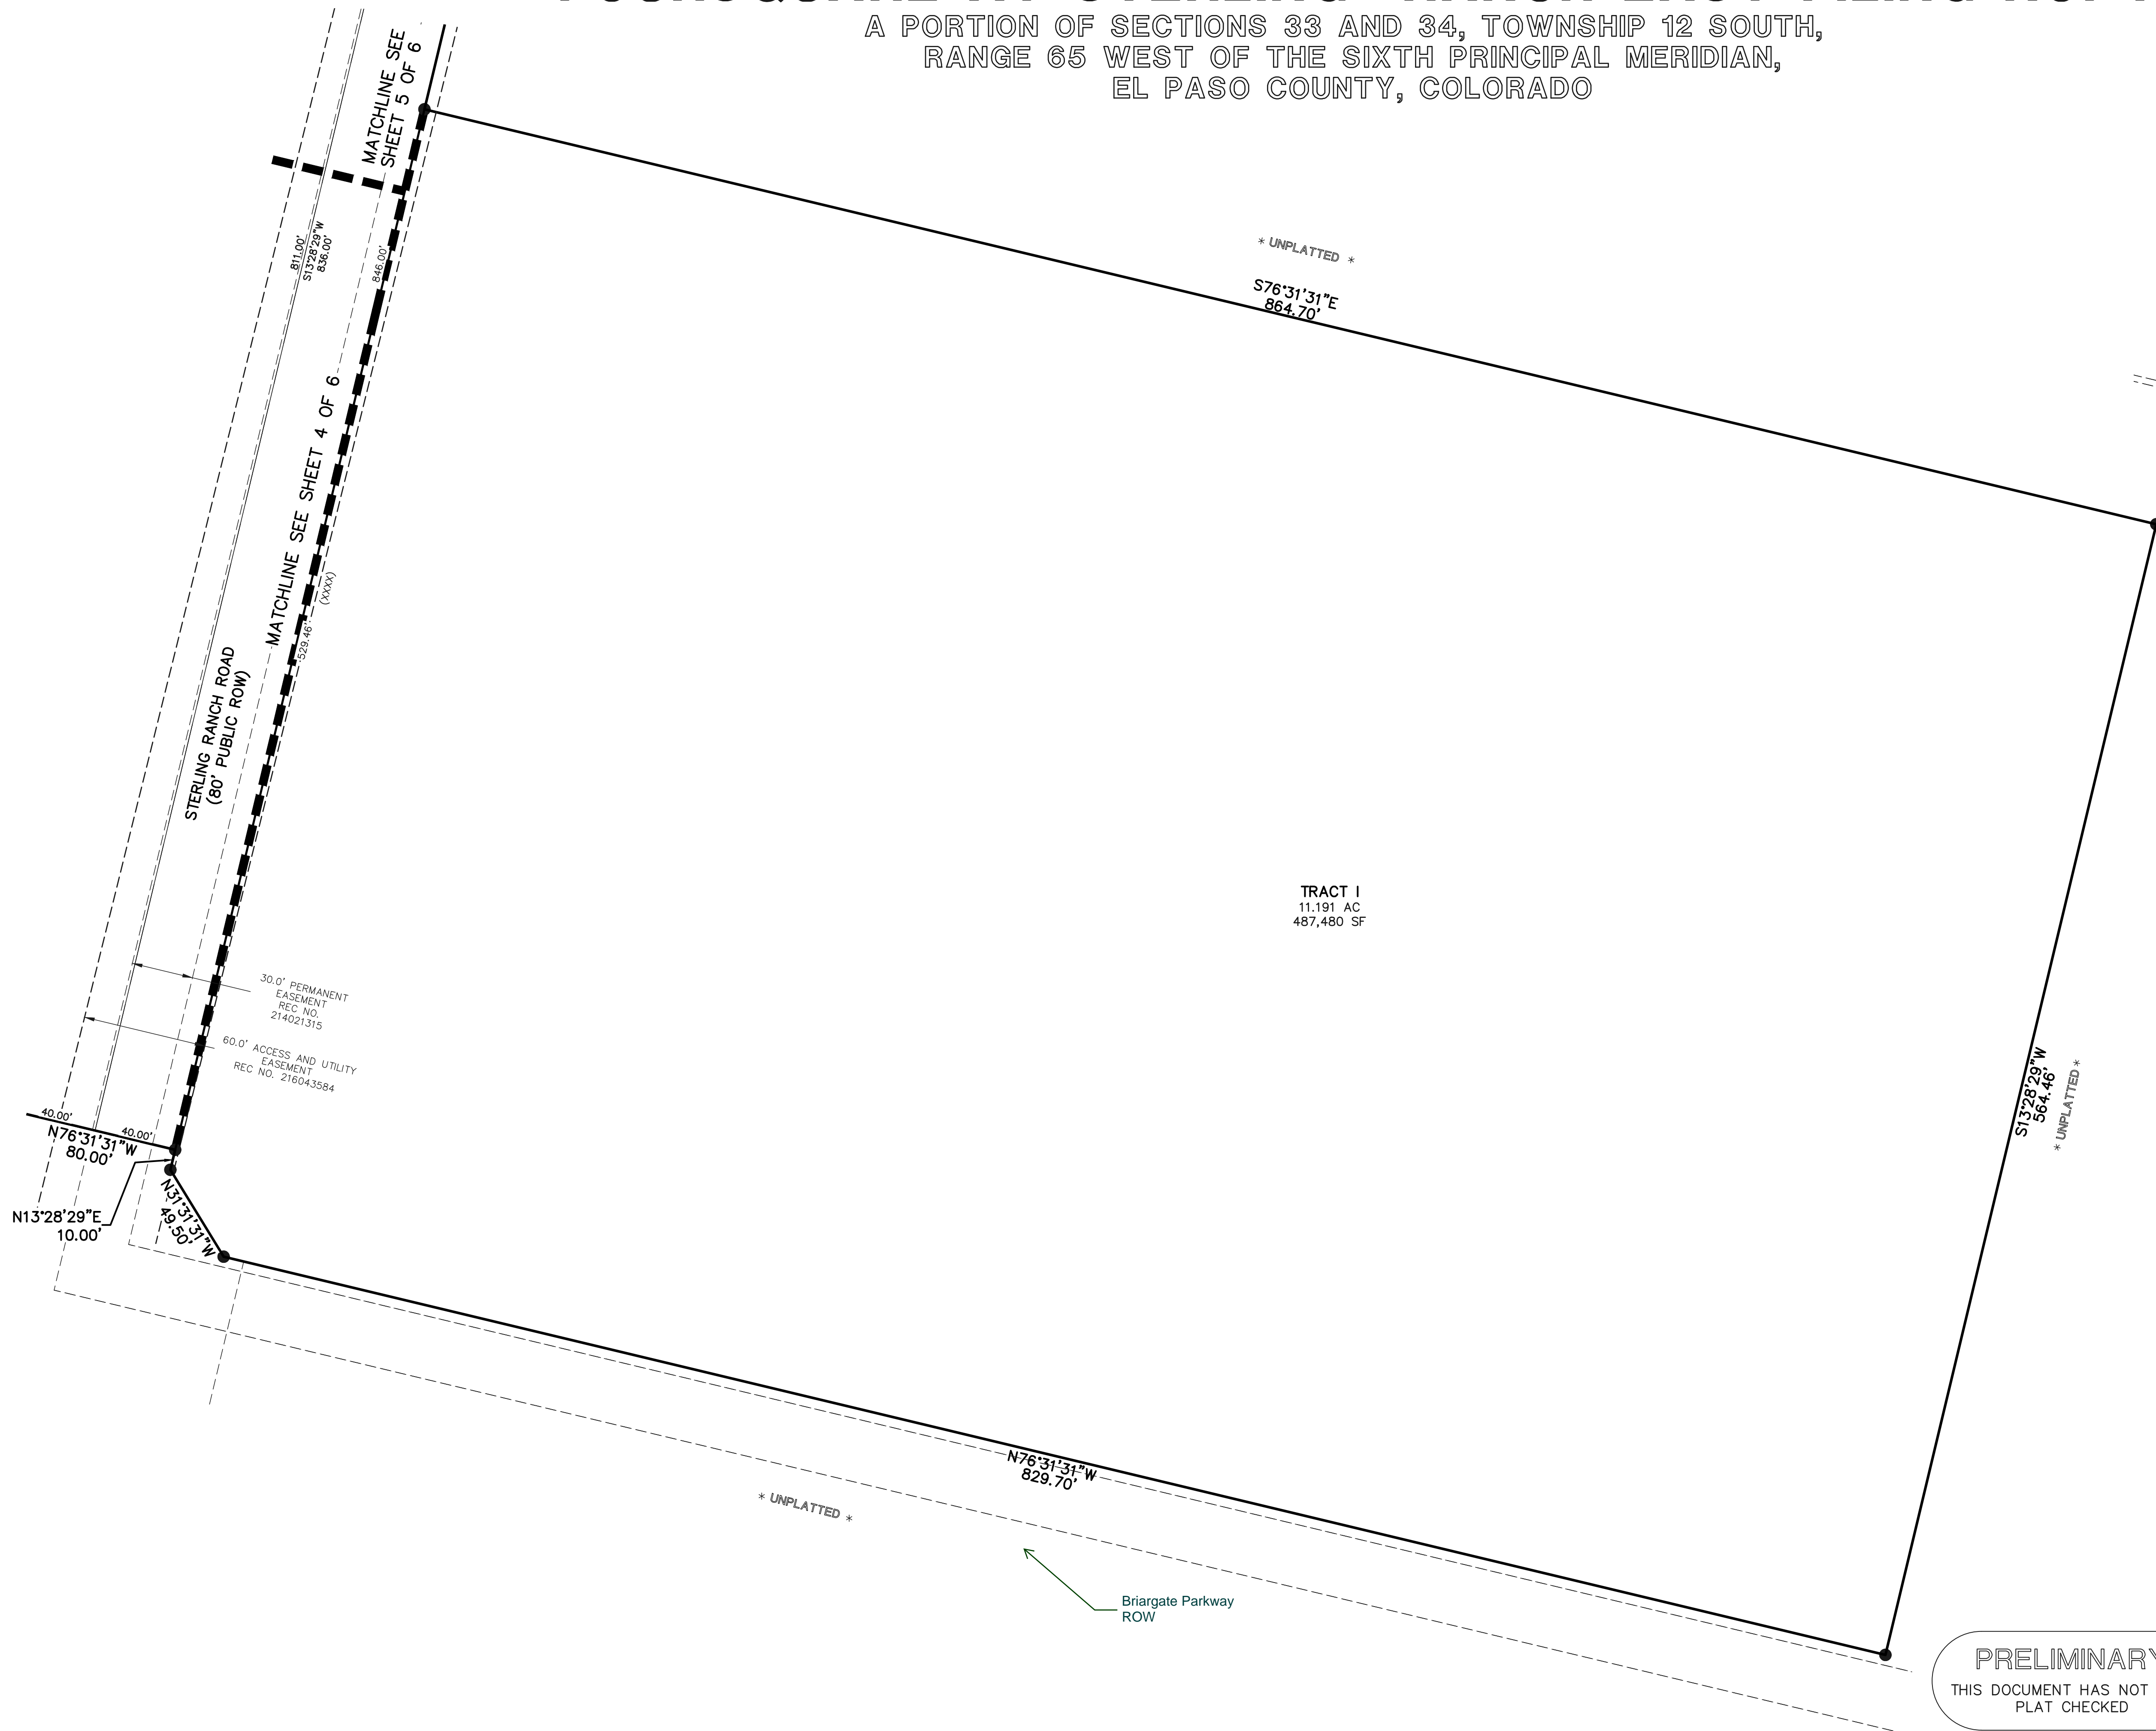 A PORTION OF SECTIONS 33 AND 34, TOWNSHIP 12 SOUTH,
RANGE 65 WEST OF THE SIXTH PRINCIPAL MERIDIAN,
EL PASO COUNTY, COLORADO
MATCHLINE SEE
SHEET 5 OF 6
811.00'
S13°28'29"W
836.00'
846.00'
* UNPLATTED *
S76°31'31"E
864.70'
MATCHLINE SEE SHEET 4 OF 6
(XXXX)
529.46'
STERLING RANCH ROAD
(80' PUBLIC ROW)
TRACT I
11.191 AC
487,480 SF
30.0' PERMANENT
EASEMENT
REC NO.
214021315
60.0' ACCESS AND UTILITY
EASEMENT
REC NO. 216043584
S13°28'29"W
564.46'
* UNPLATTED *
40.00'
40.00'
N76°31'31"W
80.00'
N13°28'29"E
10.00'
N31°31'31"W
49.50'
N76°31'31"W
829.70'
* UNPLATTED *
Briargate Parkway
ROW
PRELIMINARY
THIS DOCUMENT HAS NOT
PLAT CHECKED